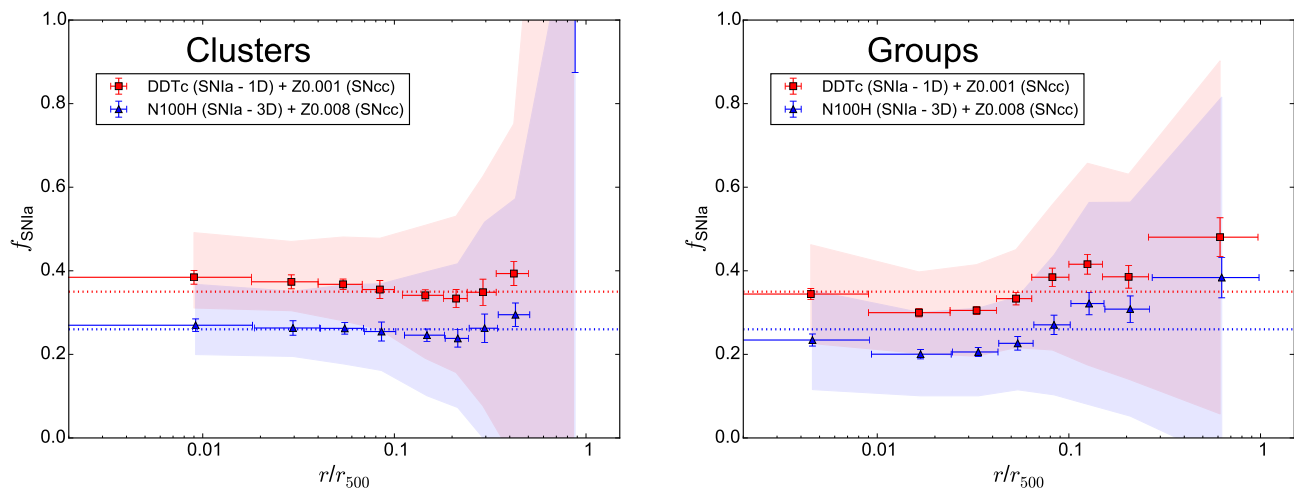 Clusters
DDTc (SNIa - 1D) + Z0.001 (SNcc)
N100H (SNIa - 3D) + Z0.008 (SNcc)
1.0
0.8
0.6
0.4
0.2
0.0
f_SNIa
0.01 0.1 1
r/r_500
Groups
DDTc (SNIa - 1D) + Z0.001 (SNcc)
N100H (SNIa - 3D) + Z0.008 (SNcc)
1.0
0.8
0.6
0.4
0.2
0.0
f_SNIa
0.01 0.1 1
r/r_500